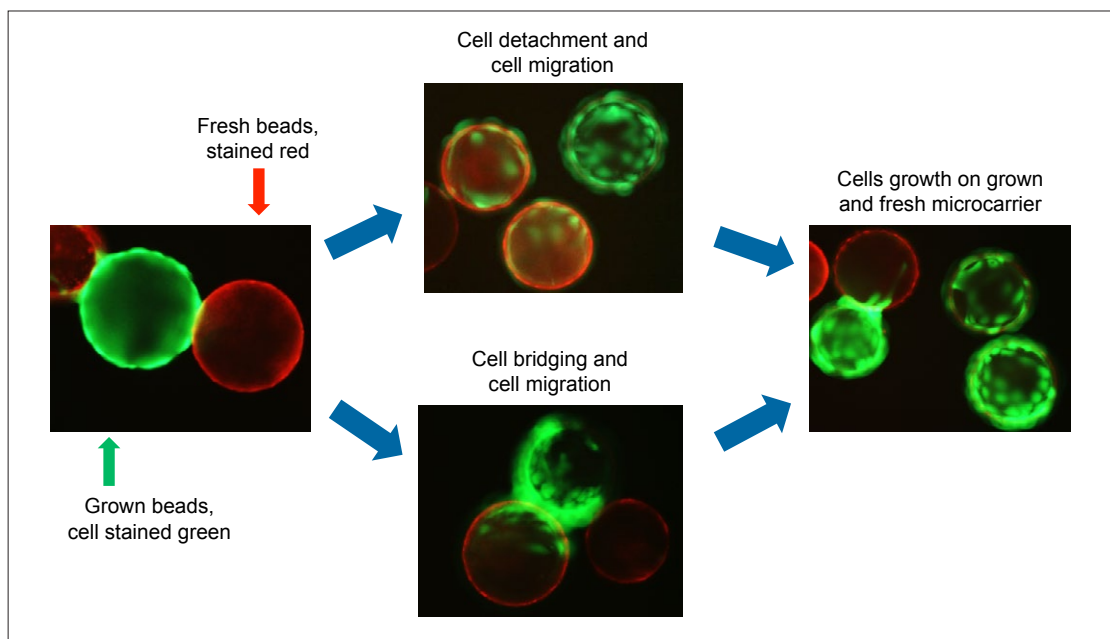 Cell detachment and
cell migration
Fresh beads,
stained red
Cells growth on grown
and fresh microcarrier
Cell bridging and
cell migration
Grown beads,
cell stained green